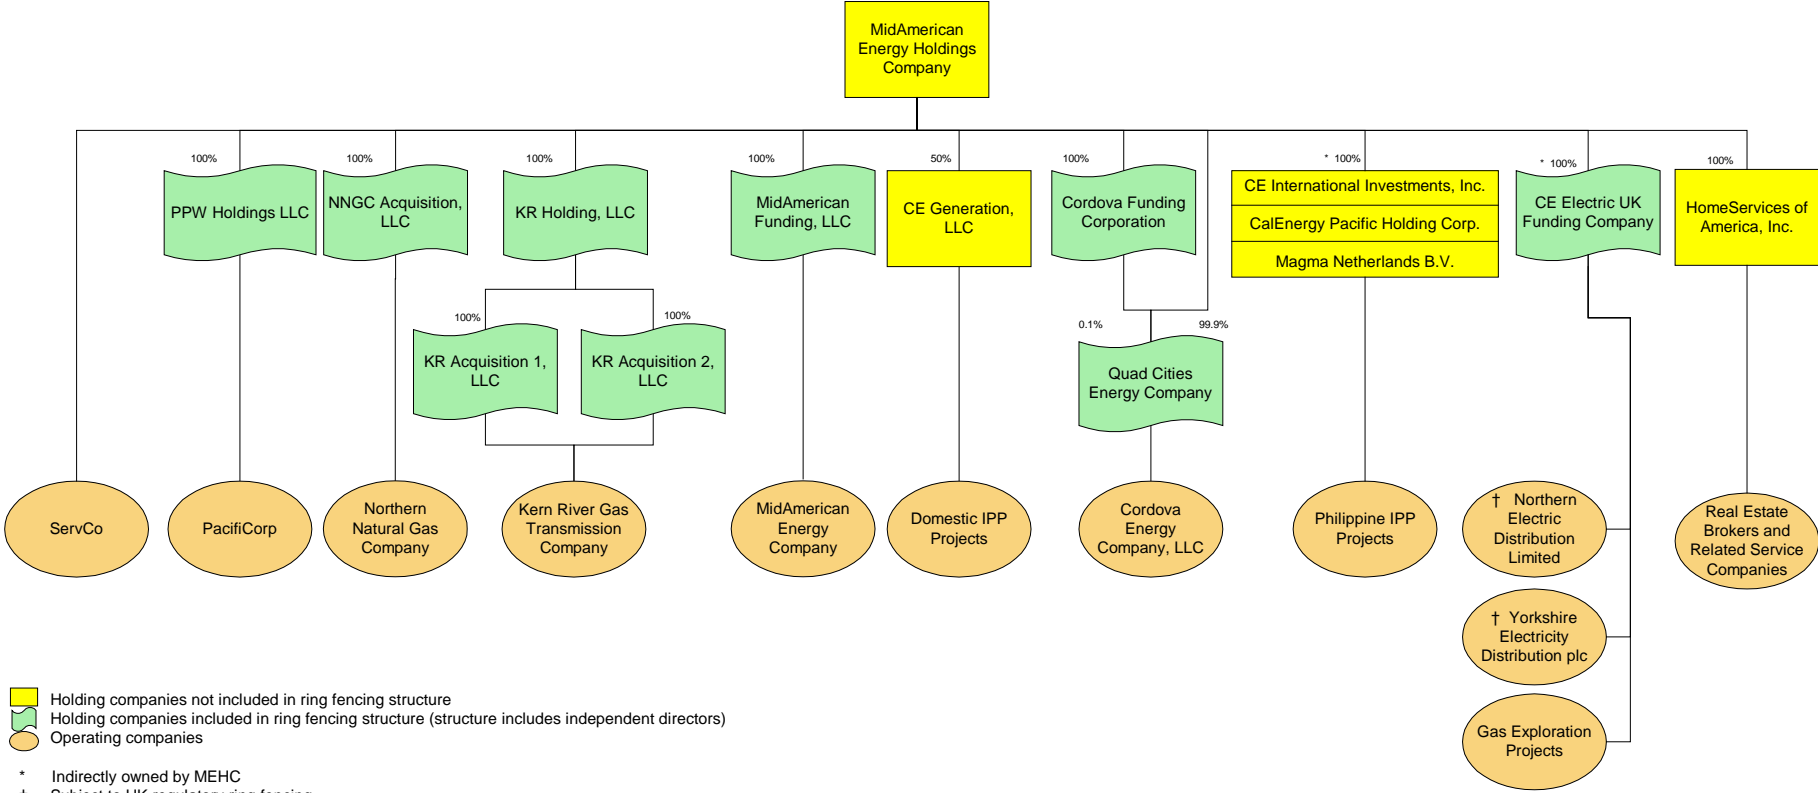 MidAmerican
Energy Holdings
Company
100%
100%
100%
100%
50%
100%
* 100%
* 100%
100%
PPW Holdings LLC
NNGC Acquisition,
LLC
KR Holding, LLC
MidAmerican
Funding, LLC
CE Generation,
LLC
Cordova Funding
Corporation
CE International Investments, Inc.
CalEnergy Pacific Holding Corp.
Magma Netherlands B.V.
CE Electric UK
Funding Company
HomeServices of
America, Inc.
100%
100%
0.1%
99.9%
KR Acquisition 1,
LLC
KR Acquisition 2,
LLC
Quad Cities
Energy Company
ServCo
PacifiCorp
Northern
Natural Gas
Company
Kern River Gas
Transmission
Company
MidAmerican
Energy
Company
Domestic IPP
Projects
Cordova
Energy
Company, LLC
Philippine IPP
Projects
† Northern
Electric
Distribution
Limited
Real Estate
Brokers and
Related Service
Companies
† Yorkshire
Electricity
Distribution plc
Gas Exploration
Projects
Holding companies not included in ring fencing structure
Holding companies included in ring fencing structure (structure includes independent directors)
Operating companies
* Indirectly owned by MEHC
† Subject to UK regulatory ring fencing